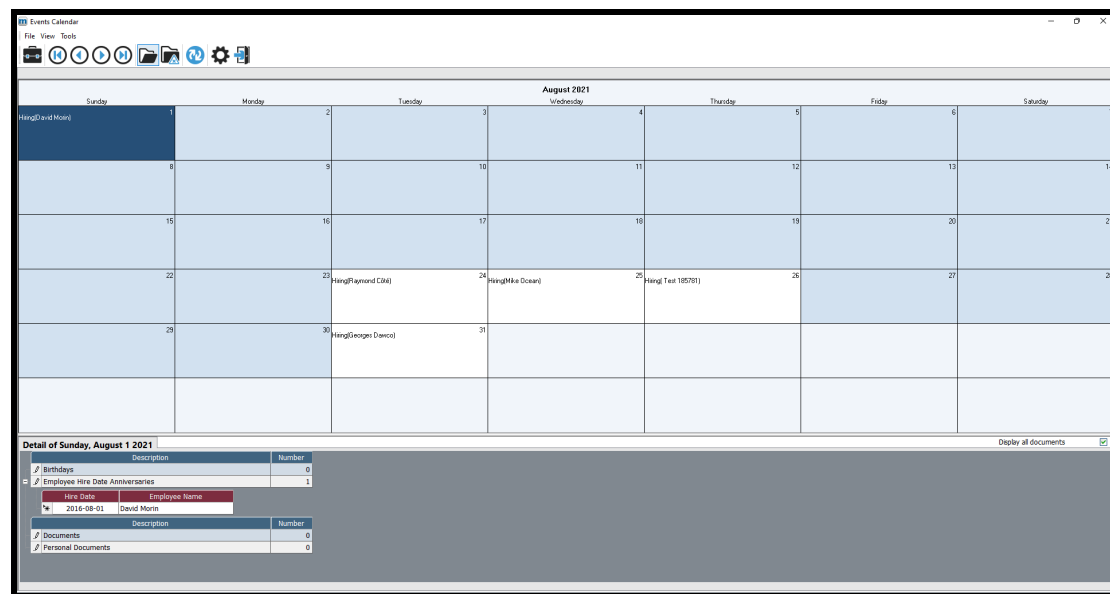 Events Calendar
File View Tools
August 2021
Sunday Monday Tuesday Wednesday Thursday Friday Saturday
1 2 3 4 5 6
Hiring(David Morin)
8 9 10 11 12 13
15 16 17 18 19 20
22 23 24 25 26 27
Hiring(Raymond Côté) Hiring(Mike Ocean) Hiring( Test 185781)
29 30 31
Hiring(Georges Dawco)
Detail of Sunday, August 1 2021 Display all documents
Description Number
Birthdays 0
Employee Hire Date Anniversaries 1
Hire Date Employee Name
2016-08-01 David Morin
Description Number
Documents 0
Personal Documents 0